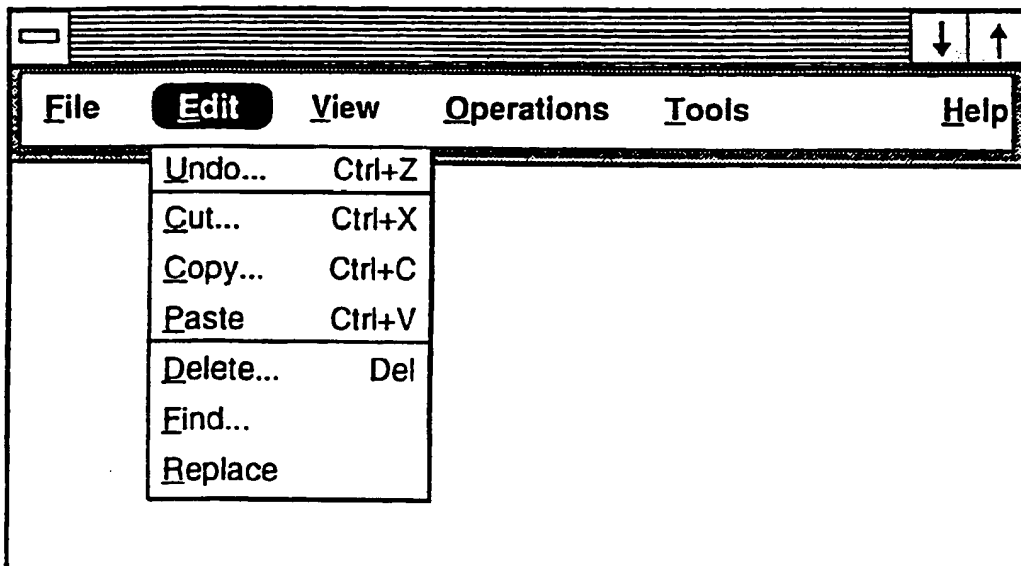 File Edit View Operations Tools Help
Undo... Ctrl+Z
Cut... Ctrl+X
Copy... Ctrl+C
Paste Ctrl+V
Delete... Del
Find...
Replace